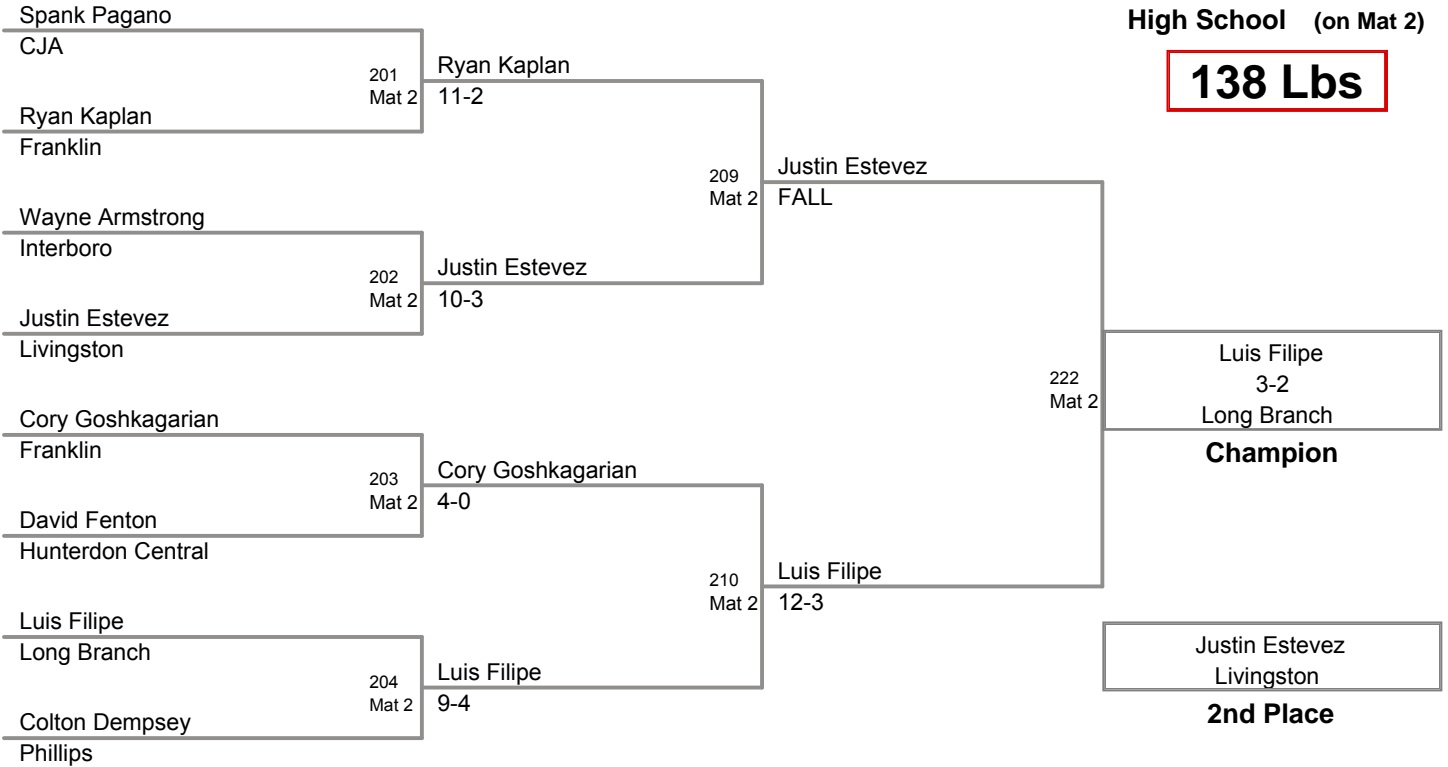 Spank Pagano
CJA
201
Mat 2
Ryan Kaplan
11-2
Ryan Kaplan
Franklin
Wayne Armstrong
Interboro
202
Mat 2
Justin Estevez
10-3
Justin Estevez
Livingston
209
Mat 2
Justin Estevez
FALL
Cory Goshkagarian
Franklin
203
Mat 2
Cory Goshkagarian
4-0
David Fenton
Hunterdon Central
Luis Filipe
Long Branch
204
Mat 2
Luis Filipe
9-4
Colton Dempsey
Phillips
210
Mat 2
Luis Filipe
12-3
222
Mat 2
High School (on Mat 2)
138 Lbs
Luis Filipe
3-2
Long Branch
Champion
Justin Estevez
Livingston
2nd Place